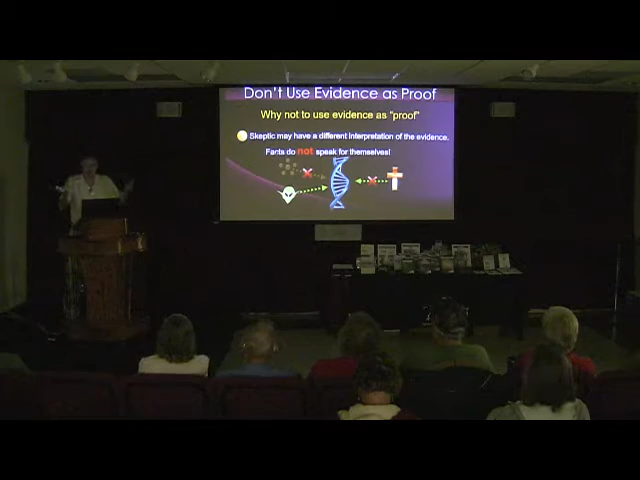 Don't Use Evidence as Proof
Why not to use evidence as "proof"
Skeptic may have a different interpretation of the evidence.
Facts do not speak for themselves!